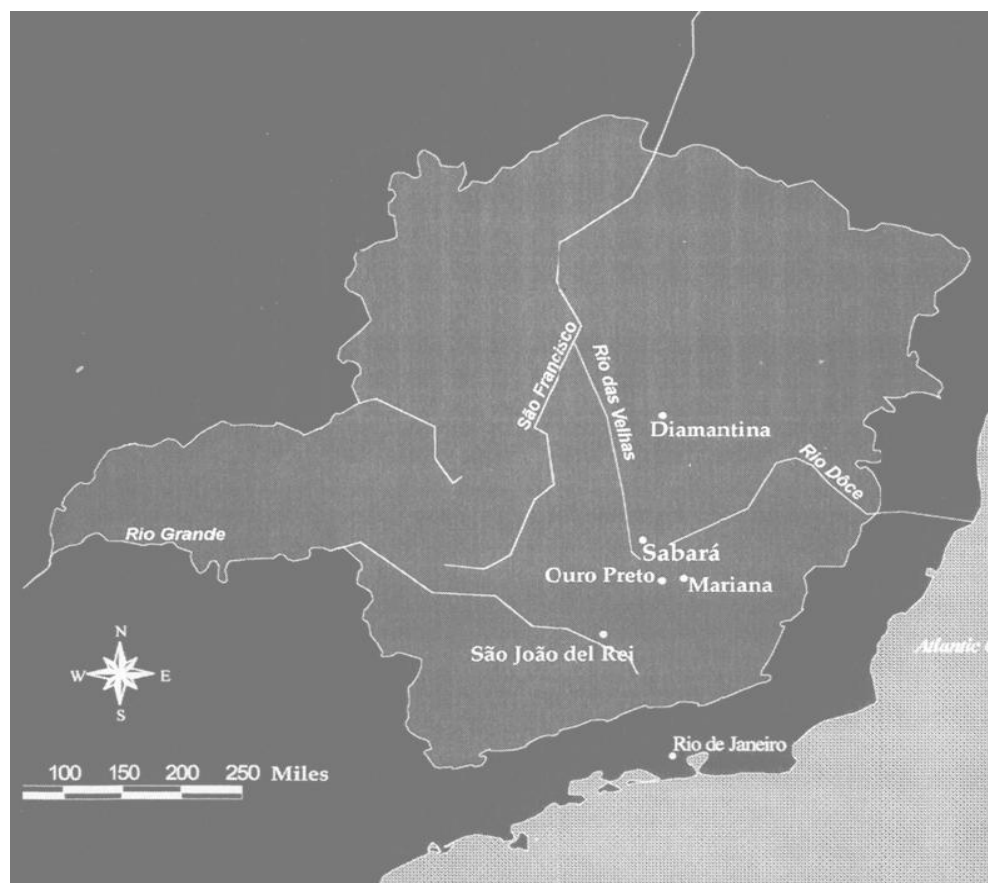 São Francisco
Rio das Velhas
Diamantina
Rio Dôce
Rio Grande
Sabará
Ouro Preto
Mariana
São João del Rei
Atlantic
N
W E
S
Rio de Janeiro
100 150 200 250 Miles